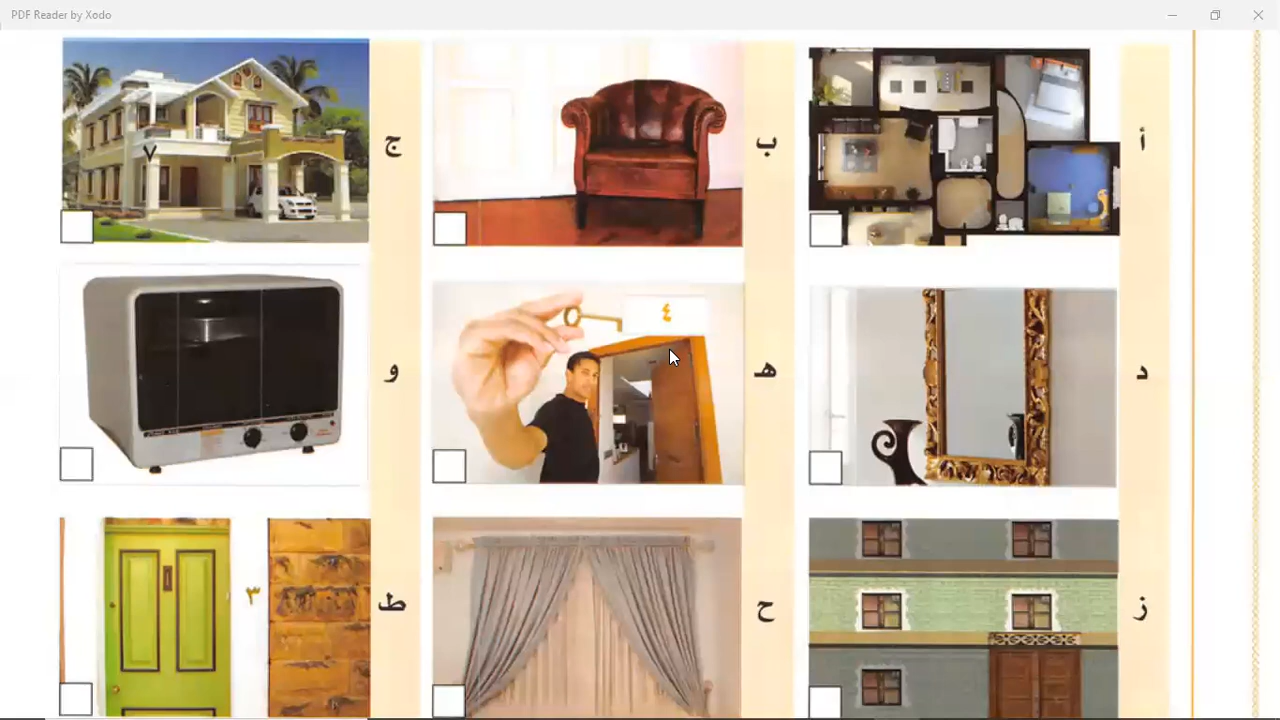 PDF Reader by Xodo
أ
ب
ج
٧
د
هـ
٤
و
ز
ح
ط
٣